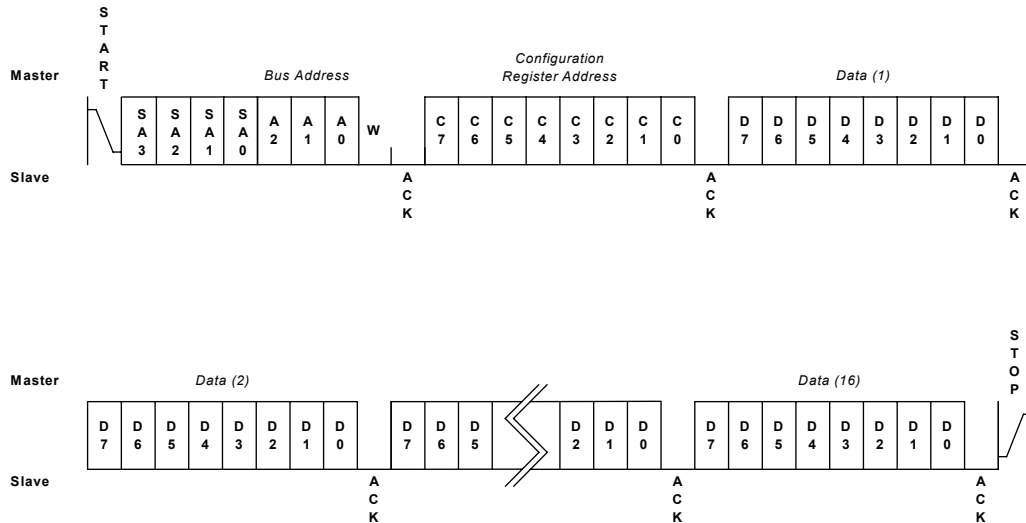 START
Configuration
Master Bus Address Register Address Data (1)
SA3 SA2 SA1 SA0 A2 A1 A0 W C7 C6 C5 C4 C3 C2 C1 C0 D7 D6 D5 D4 D3 D2 D1 D0
Slave ACK ACK ACK
STOP
Master Data (2) Data (16)
D7 D6 D5 D4 D3 D2 D1 D0 D7 D6 D5 D2 D1 D0 D7 D6 D5 D4 D3 D2 D1 D0
Slave ACK ACK ACK